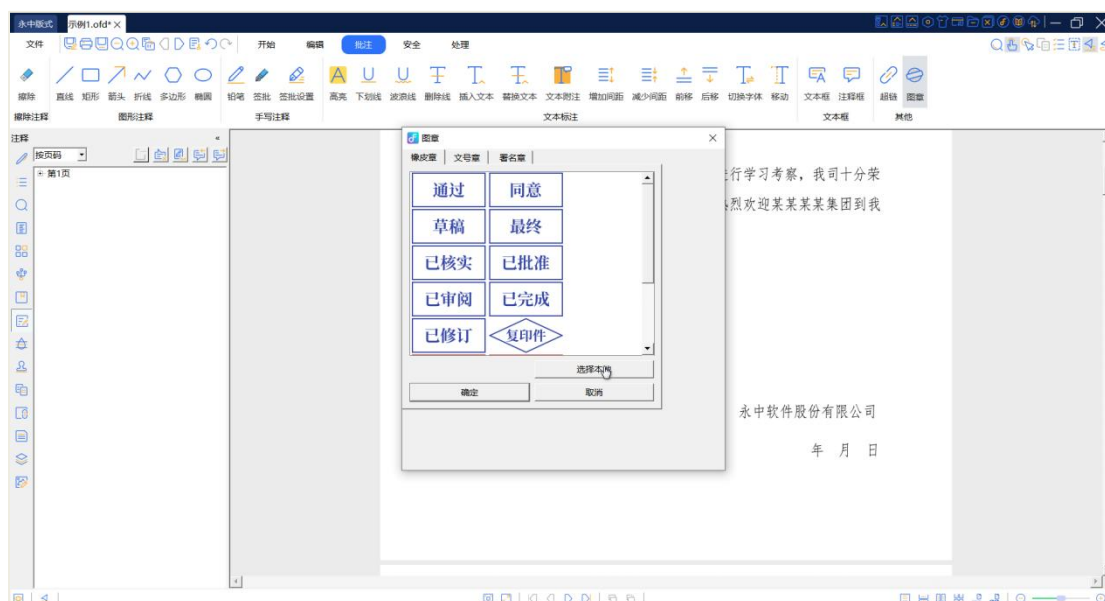 永中版式 示例1.ofd* ×
文件 开始 编辑 批注 安全 处理
擦除 直线 矩形 箭头 折线 多边形 椭圆 铅笔 签批 签批设置 高亮 下划线 波浪线 删除线 插入文本 替换文本 文本附注 增加间距 减少间距 前移 后移 切换字体 移动 文本框 注释框 超链 图章
擦除注释 图形注释 手写注释 文本标注 文本框 其他
注释
按页码
第1页
图章
橡皮章 文号章 署名章
通过 同意
草稿 最终
已核实 已批准
已审阅 已完成
已修订 复印件
选择本地
确定 取消
行学习考察，我司十分荣
烈欢迎某某某某集团到我
永中软件股份有限公司
年 月 日